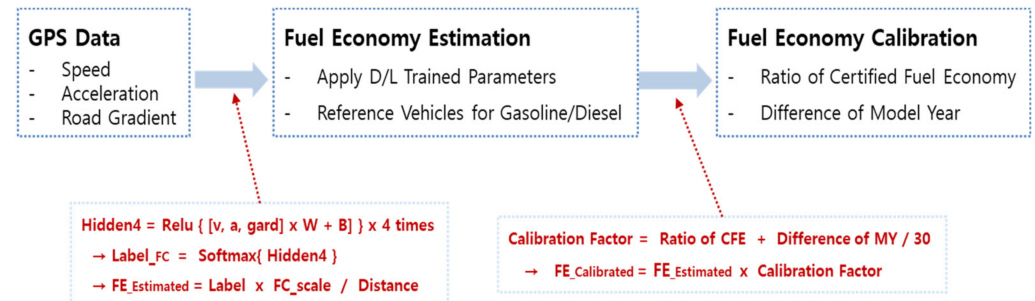 GPS Data
- Speed
- Acceleration
- Road Gradient
Fuel Economy Estimation
- Apply D/L Trained Parameters
- Reference Vehicles for Gasoline/Diesel
Fuel Economy Calibration
- Ratio of Certified Fuel Economy
- Difference of Model Year
Hidden4 = Relu { [v, a, gard] x W + B] } x 4 times
→ Label_FC = Softmax{ Hidden4 }
→ FE_Estimated = Label x FC_scale / Distance
Calibration Factor = Ratio of CFE + Difference of MY / 30
→ FE_Calibrated = FE_Estimated x Calibration Factor